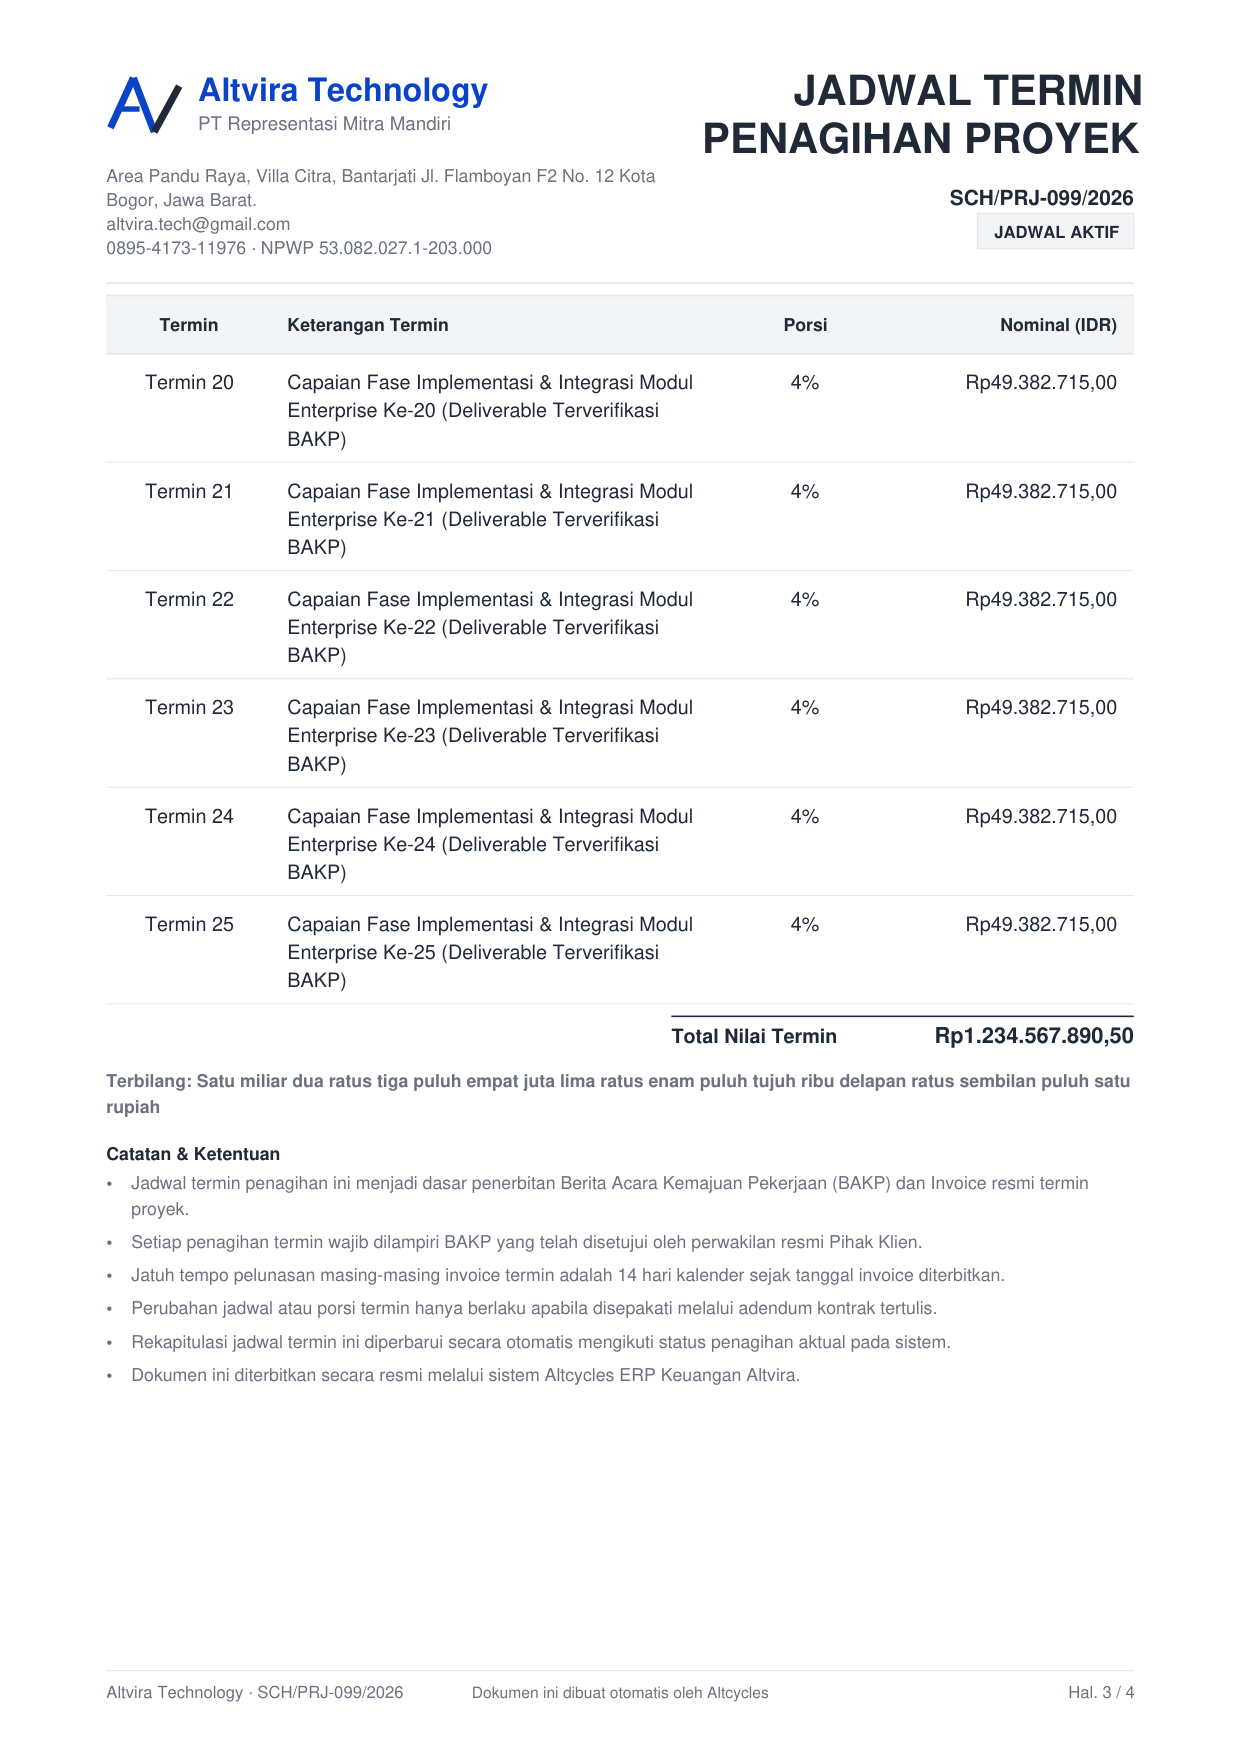 Altvira Technology
PT Representasi Mitra Mandiri
Area Pandu Raya, Villa Citra, Bantarjati Jl. Flamboyan F2 No. 12 Kota
Bogor, Jawa Barat.
altvira.tech@gmail.com
0895-4173-11976 · NPWP 53.082.027.1-203.000
JADWAL TERMIN
PENAGIHAN PROYEK
SCH/PRJ-099/2026
JADWAL AKTIF
Termin Keterangan Termin Porsi Nominal (IDR)
Termin 20 Capaian Fase Implementasi & Integrasi Modul 4% Rp49.382.715,00
Enterprise Ke-20 (Deliverable Terverifikasi
BAKP)
Termin 21 Capaian Fase Implementasi & Integrasi Modul 4% Rp49.382.715,00
Enterprise Ke-21 (Deliverable Terverifikasi
BAKP)
Termin 22 Capaian Fase Implementasi & Integrasi Modul 4% Rp49.382.715,00
Enterprise Ke-22 (Deliverable Terverifikasi
BAKP)
Termin 23 Capaian Fase Implementasi & Integrasi Modul 4% Rp49.382.715,00
Enterprise Ke-23 (Deliverable Terverifikasi
BAKP)
Termin 24 Capaian Fase Implementasi & Integrasi Modul 4% Rp49.382.715,00
Enterprise Ke-24 (Deliverable Terverifikasi
BAKP)
Termin 25 Capaian Fase Implementasi & Integrasi Modul 4% Rp49.382.715,00
Enterprise Ke-25 (Deliverable Terverifikasi
BAKP)
Total Nilai Termin Rp1.234.567.890,50
Terbilang: Satu miliar dua ratus tiga puluh empat juta lima ratus enam puluh tujuh ribu delapan ratus sembilan puluh satu
rupiah
Catatan & Ketentuan
• Jadwal termin penagihan ini menjadi dasar penerbitan Berita Acara Kemajuan Pekerjaan (BAKP) dan Invoice resmi termin
proyek.
• Setiap penagihan termin wajib dilampiri BAKP yang telah disetujui oleh perwakilan resmi Pihak Klien.
• Jatuh tempo pelunasan masing-masing invoice termin adalah 14 hari kalender sejak tanggal invoice diterbitkan.
• Perubahan jadwal atau porsi termin hanya berlaku apabila disepakati melalui adendum kontrak tertulis.
• Rekapitulasi jadwal termin ini diperbarui secara otomatis mengikuti status penagihan aktual pada sistem.
• Dokumen ini diterbitkan secara resmi melalui sistem Altcycles ERP Keuangan Altvira.
Altvira Technology · SCH/PRJ-099/2026 Dokumen ini dibuat otomatis oleh Altcycles Hal. 3 / 4